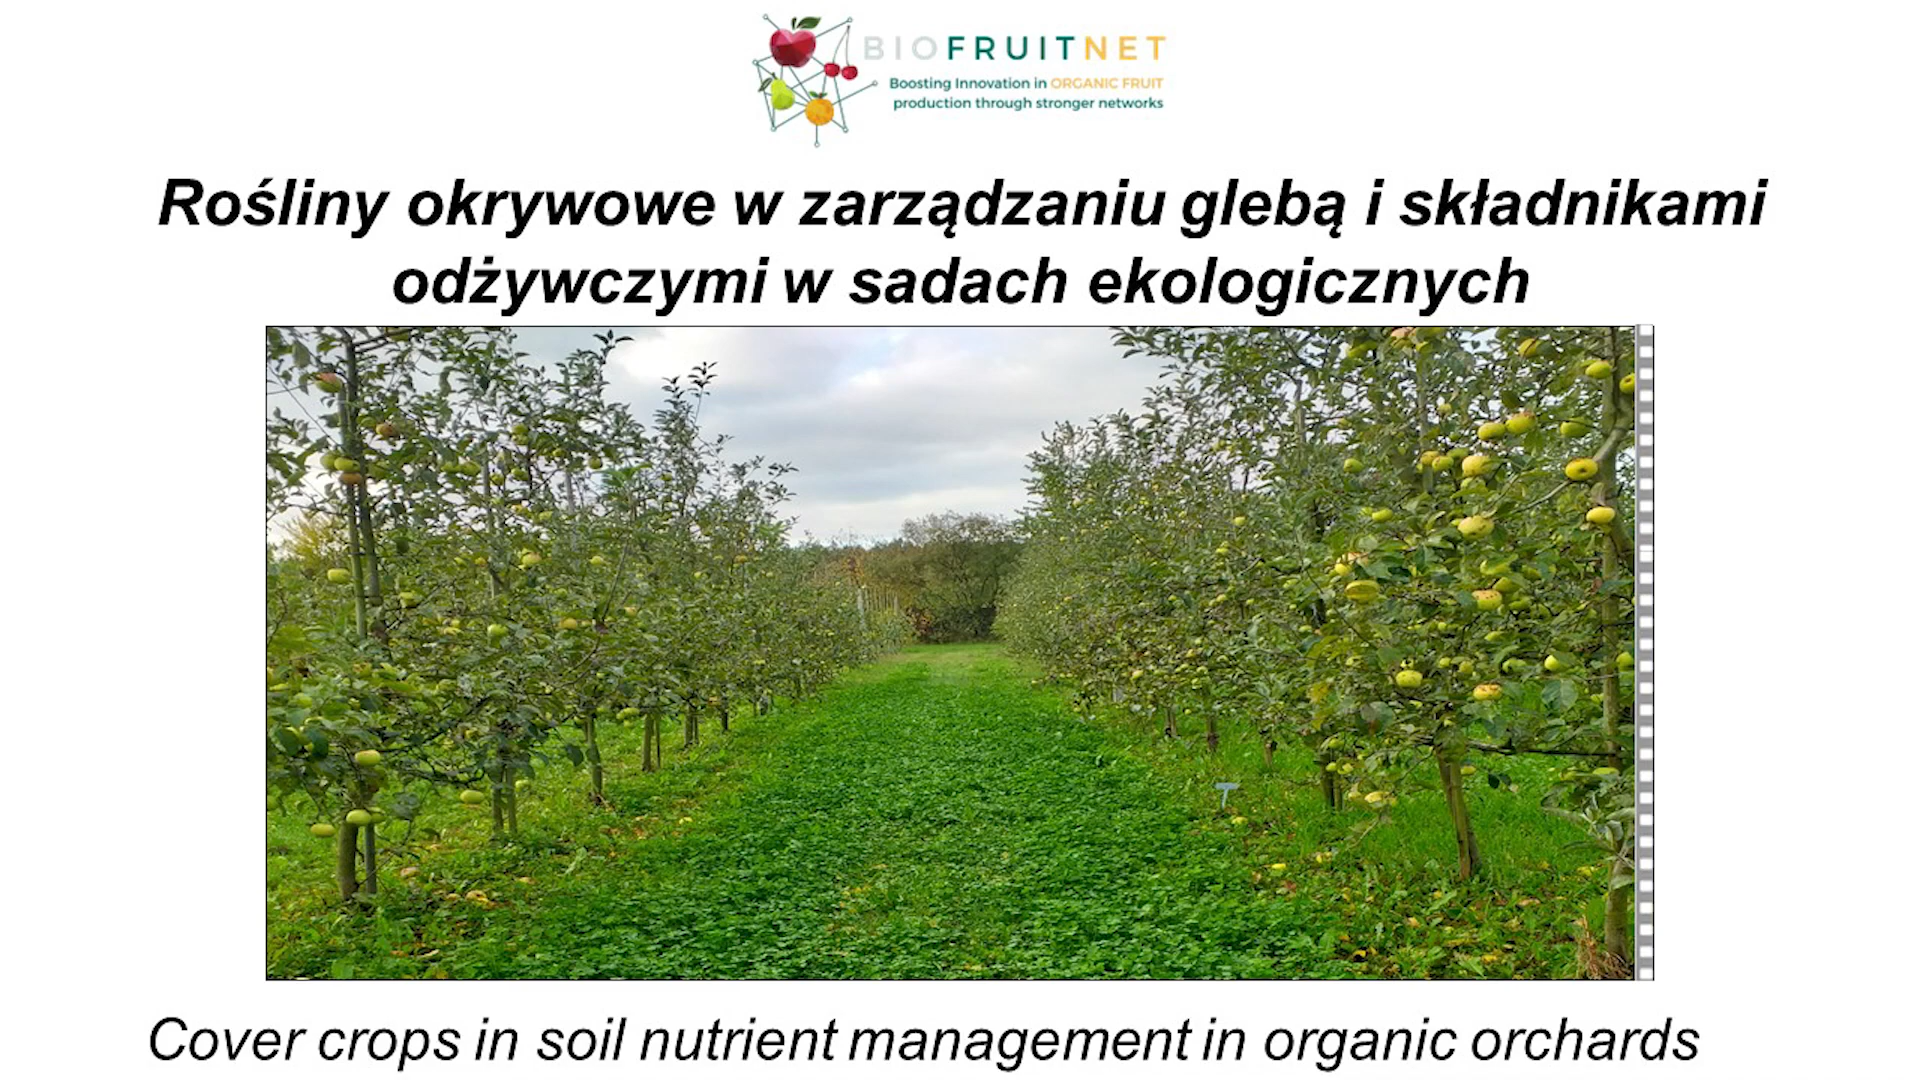 BIOFRUITNET
Boosting Innovation in ORGANIC FRUIT
production through stronger networks
Rośliny okrywowe w zarządzaniu glebą i składnikami
odżywczymi w sadach ekologicznych
Cover crops in soil nutrient management in organic orchards